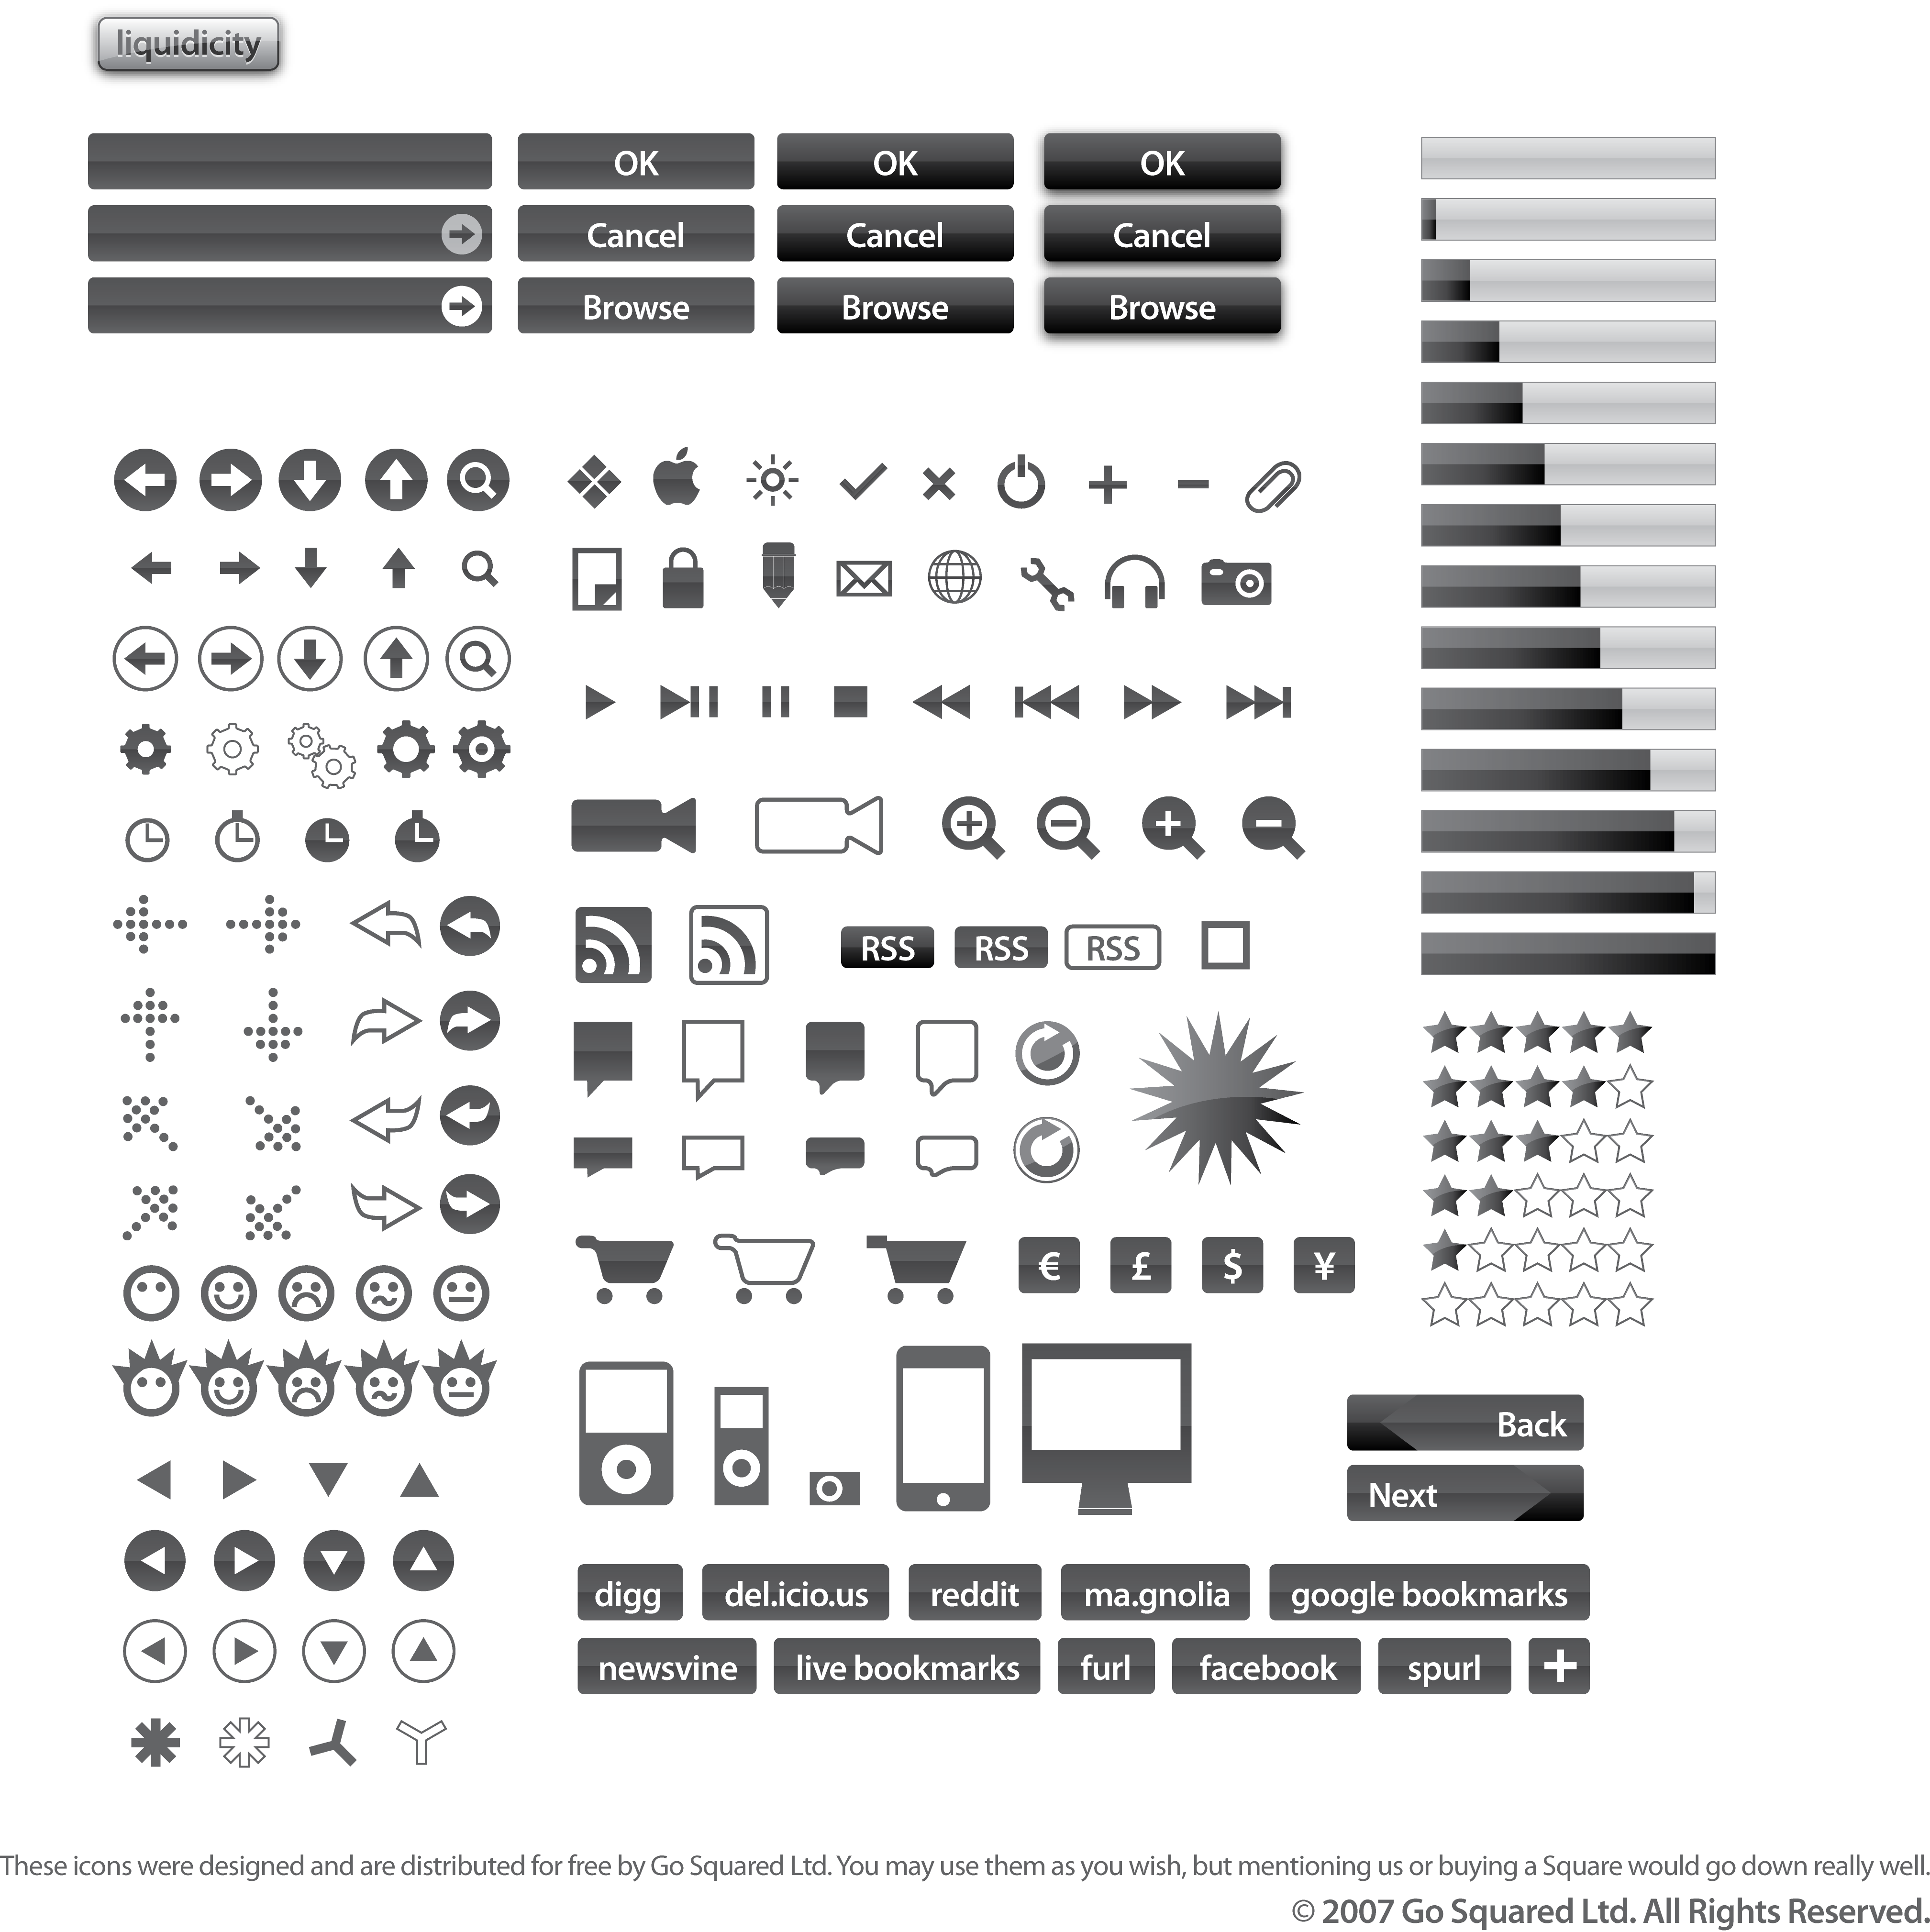 liquidicity
OK OK OK
Cancel Cancel Cancel
Browse Browse Browse
RSS RSS RSS
€ £ $ ¥
Back
Next
digg del.icio.us reddit ma.gnolia google bookmarks
newsvine live bookmarks furl facebook spurl +
These icons were designed and are distributed for free by Go Squared Ltd. You may use them as you wish, but mentioning us or buying a Square would go down really well.
© 2007 Go Squared Ltd. All Rights Reserved.